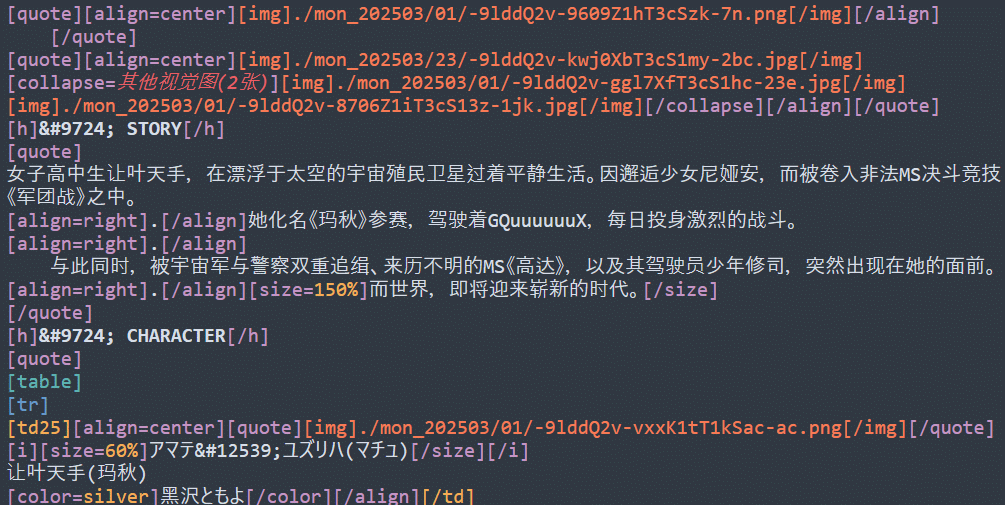 [quote][align=center][img]./mon_202503/01/-9lddQ2v-9609Z1hT3cSzk-7n.png[/img][/align]
[/quote]
[quote][align=center][img]./mon_202503/23/-9lddQ2v-kwj0XbT3cS1my-2bc.jpg[/img]
[collapse=其他视觉图(2张)][img]./mon_202503/01/-9lddQ2v-ggl7XfT3cS1hc-23e.jpg[/img]
[img]./mon_202503/01/-9lddQ2v-8706Z1iT3cS13z-1jk.jpg[/img][/collapse][/align][/quote]
[h]&#9724; STORY[/h]
[quote]
女子高中生让叶天手，在漂浮于太空的宇宙殖民卫星过着平静生活。因邂逅少女尼娅安，而被卷入非法MS决斗竞技
《军团战》之中。
[align=right].[/align]她化名《玛秋》参赛，驾驶着GQuuuuuuX，每日投身激烈的战斗。
[align=right].[/align]
与此同时，被宇宙军与警察双重追缉、来历不明的MS《高达》，以及其驾驶员少年修司，突然出现在她的面前。
[align=right].[/align][size=150%]而世界，即将迎来崭新的时代。[/size]
[/quote]
[h]&#9724; CHARACTER[/h]
[quote]
[table]
[tr]
[td25][align=center][quote][img]./mon_202503/01/-9lddQ2v-vxxK1tT1kSac-ac.png[/img][/quote]
[i][size=60%]アマテ&#12539;ユズリハ(マチュ)[/size][/i]
让叶天手(玛秋)
[color=silver]黑沢ともよ[/color][/align][/td]